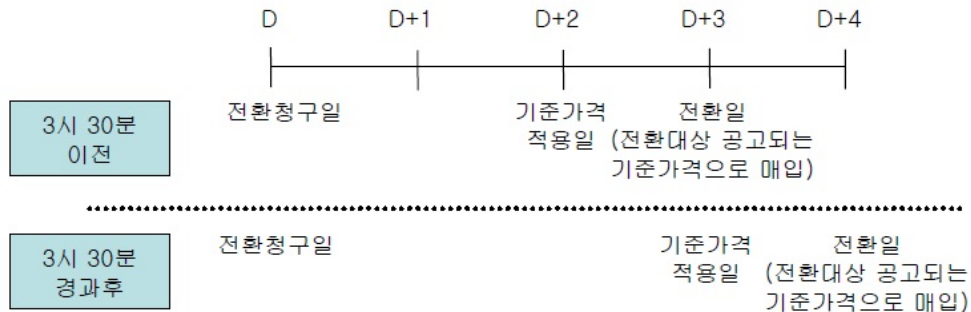 D D+1 D+2 D+3 D+4
3시 30분
이전
전환청구일
기준가격
적용일
전환일
(전환대상 공고되는
기준가격으로 매입)
3시 30분
경과후
전환청구일
기준가격
적용일
전환일
(전환대상 공고되는
기준가격으로 매입)